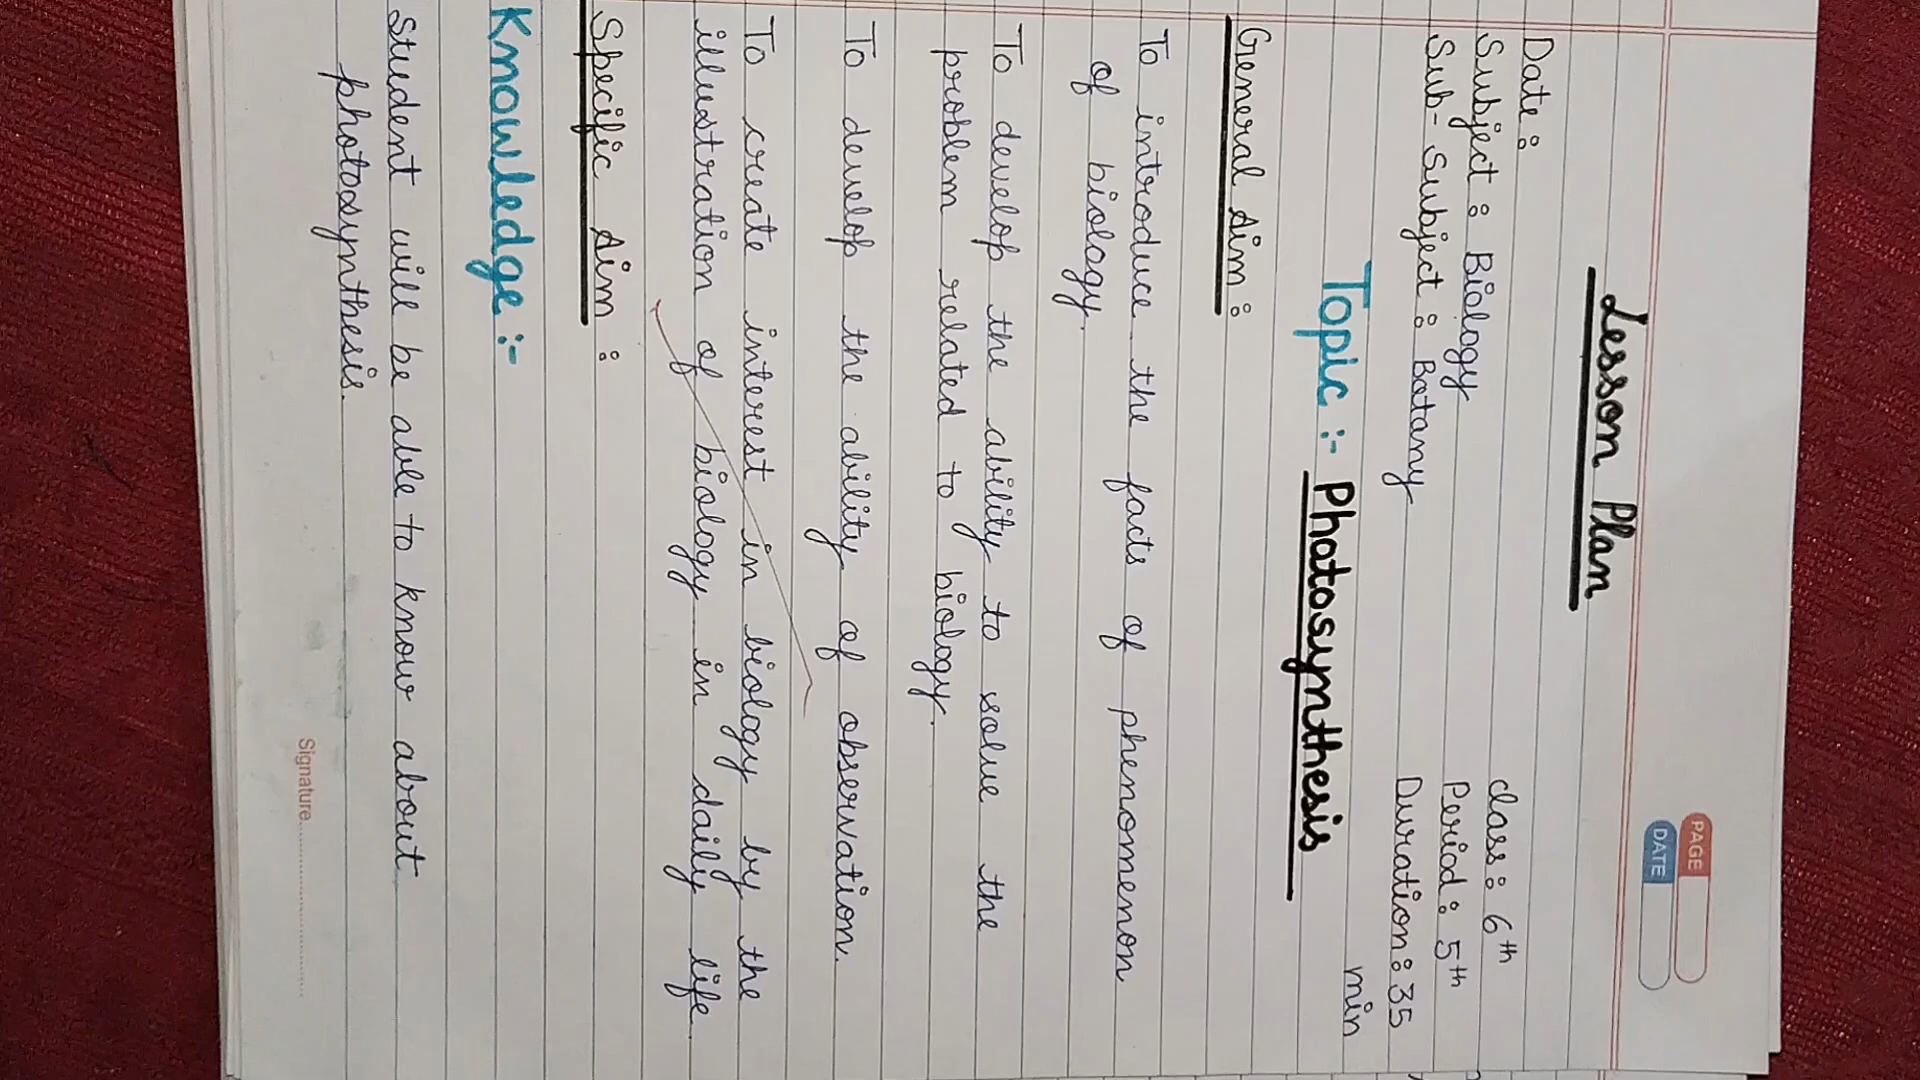 PAGE
DATE
Lesson Plan
Date :
Subject : Biology
class : 6th
Sub-Subject : Botany
Period : 5th
Duration : 35
min
Topic :- Phatosynthesis
General Aim :
To introduce the facts of phenomenon
of biology.
To develop the ability to solve the
problem related to biology.
To develop the ability of observation.
To create interest in biology by the
illustration of biology in daily life.
Specific Aim :
Knowledge :-
Student will be able to know about
photosynthesis.
Signature